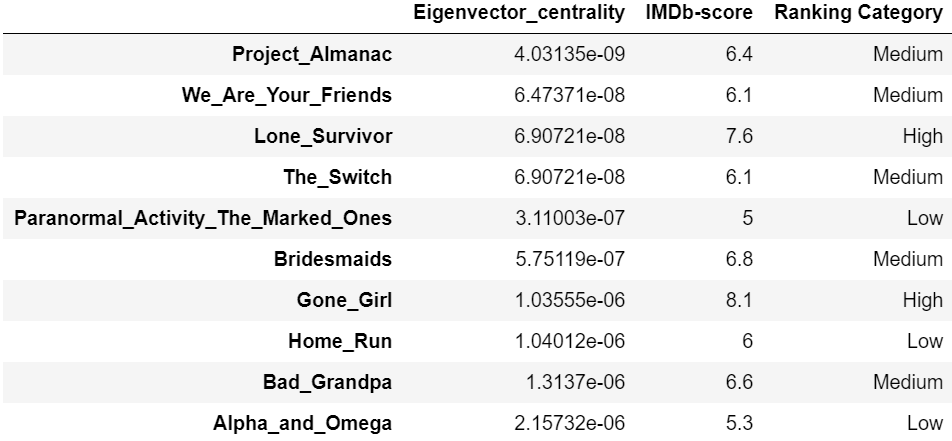 Eigenvector_centrality IMDb-score Ranking Category
Project_Almanac 4.03135e-09 6.4 Medium
We_Are_Your_Friends 6.47371e-08 6.1 Medium
Lone_Survivor 6.90721e-08 7.6 High
The_Switch 6.90721e-08 6.1 Medium
Paranormal_Activity_The_Marked_Ones 3.11003e-07 5 Low
Bridesmaids 5.75119e-07 6.8 Medium
Gone_Girl 1.03555e-06 8.1 High
Home_Run 1.04012e-06 6 Low
Bad_Grandpa 1.3137e-06 6.6 Medium
Alpha_and_Omega 2.15732e-06 5.3 Low